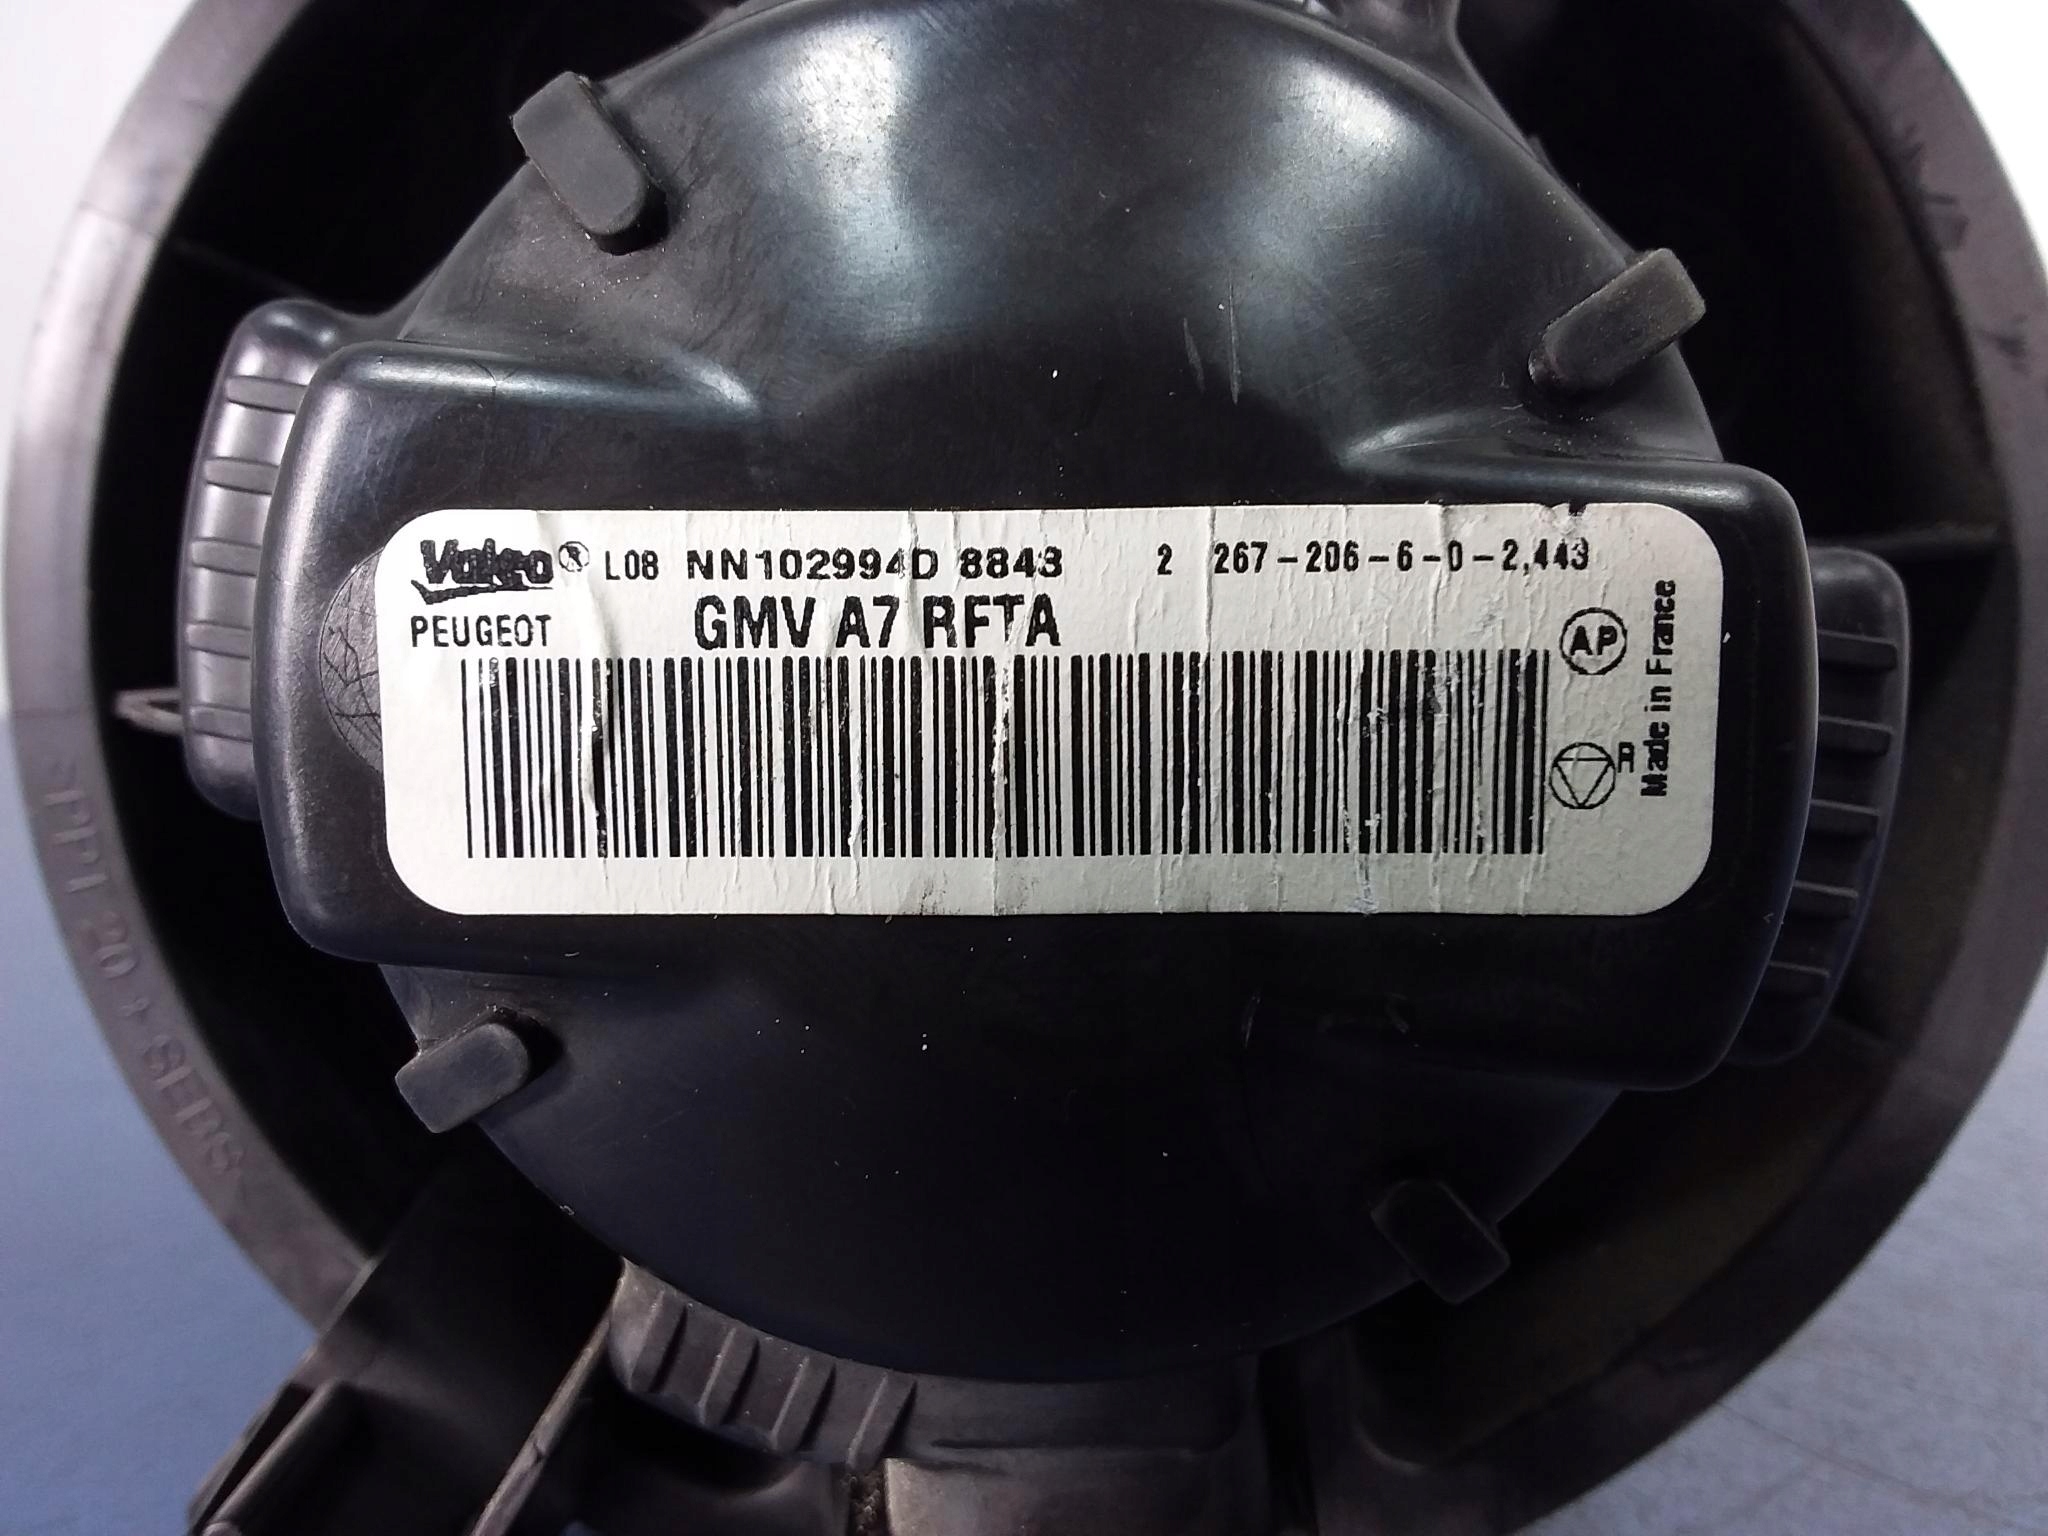 Valeo® L08 NN102994D 8843 2 267-206-6-0-2,443
PEUGEOT GMV A7 RFTA
AP
R
Made in France